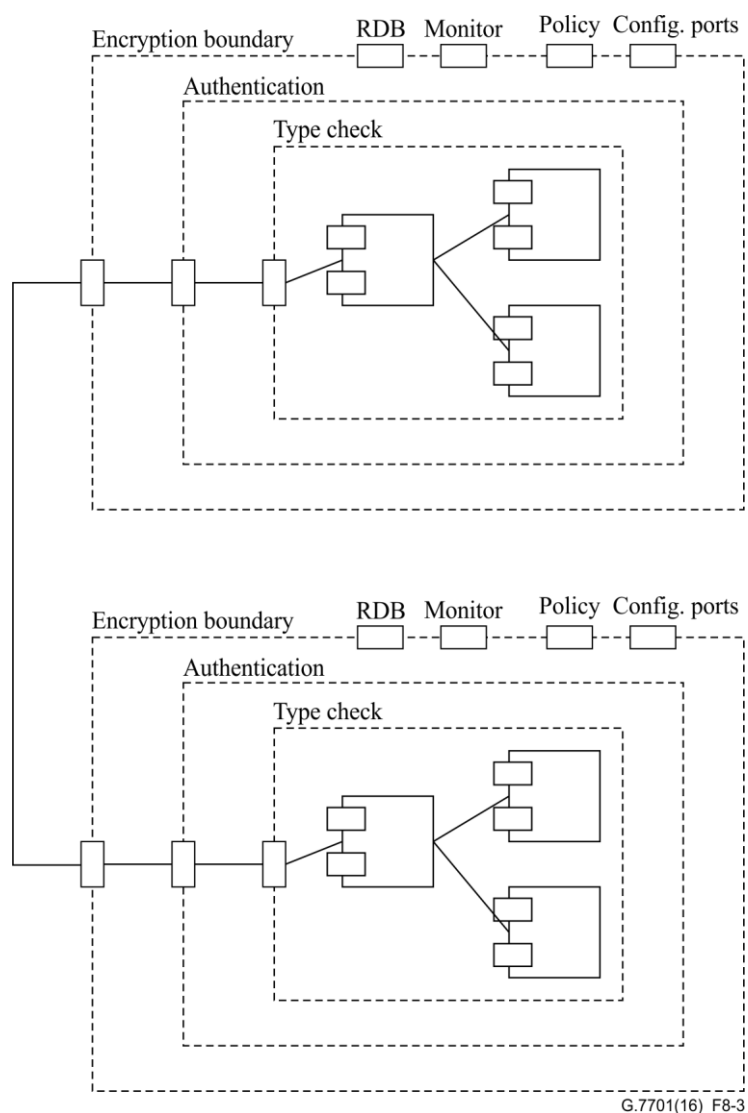 RDB Monitor Policy Config. ports
Encryption boundary
Authentication
Type check
RDB Monitor Policy Config. ports
Encryption boundary
Authentication
Type check
G.7701(16) F8-3